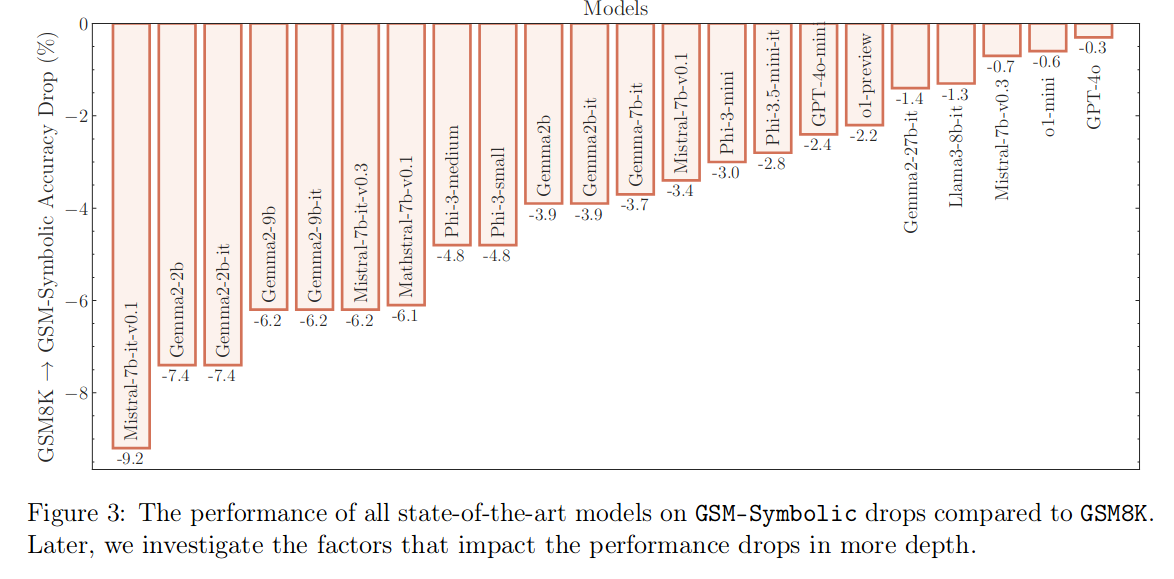 Models
GSM8K → GSM-Symbolic Accuracy Drop (%)
0
−2
−4
−6
−8
Mistral-7b-it-v0.1
-9.2
Gemma2-2b
-7.4
Gemma2-2b-it
-7.4
Gemma2-9b
-6.2
Gemma2-9b-it
-6.2
Mistral-7b-it-v0.3
-6.2
Mathstral-7b-v0.1
-6.1
Phi-3-medium
-4.8
Phi-3-small
-4.8
Gemma2b
-3.9
Gemma2b-it
-3.9
Gemma-7b-it
-3.7
Mistral-7b-v0.1
-3.4
Phi-3-mini
-3.0
Phi-3.5-mini-it
-2.8
GPT-4o-mini
-2.4
o1-preview
-2.2
Gemma2-27b-it
-1.4
Llama3-8b-it
-1.3
Mistral-7b-v0.3
-0.7
o1-mini
-0.6
GPT-4o
-0.3
Figure 3: The performance of all state-of-the-art models on GSM-Symbolic drops compared to GSM8K.
Later, we investigate the factors that impact the performance drops in more depth.